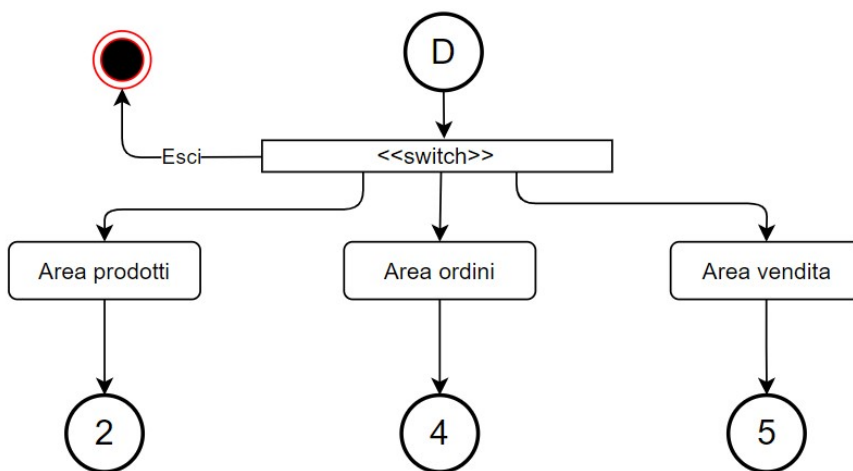 D
Esci
<<switch>>
Area prodotti
Area ordini
Area vendita
2
4
5